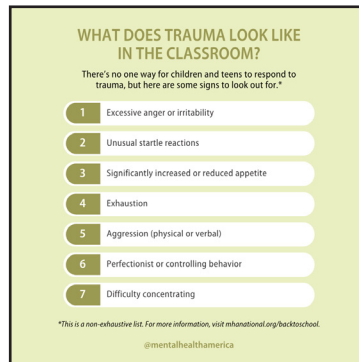 WHAT DOES TRAUMA LOOK LIKE
IN THE CLASSROOM?
There's no one way for children and teens to respond to
trauma, but here are some signs to look out for.*
1 Excessive anger or irritability
2 Unusual startle reactions
3 Significantly increased or reduced appetite
4 Exhaustion
5 Aggression (physical or verbal)
6 Perfectionist or controlling behavior
7 Difficulty concentrating
*This is a non-exhaustive list. For more information, visit mhanational.org/backtoschool.
@mentalhealthamerica